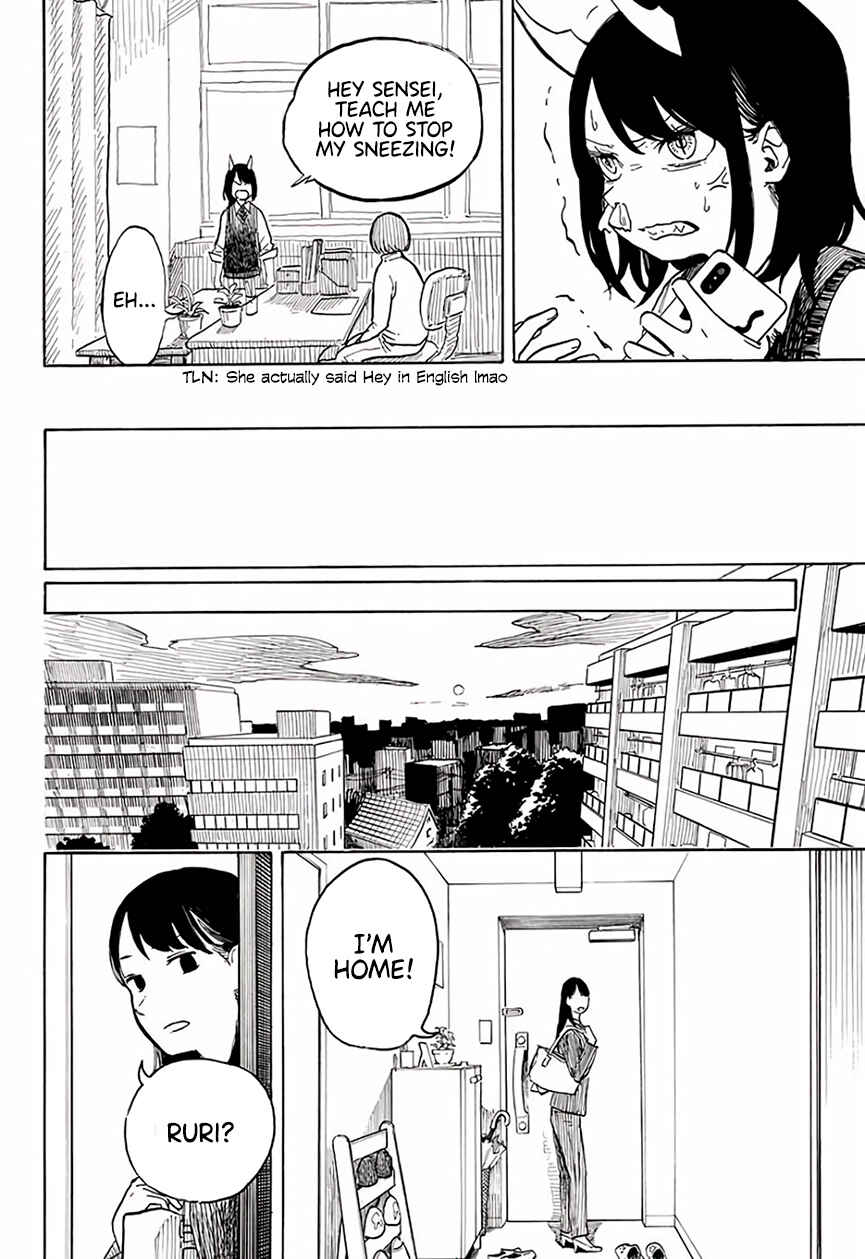 HEY SENSEI,
TEACH ME
HOW TO STOP
MY SNEEZING!
EH...
TLN: She actually said Hey in English lmao
I'M
HOME!
RURI?